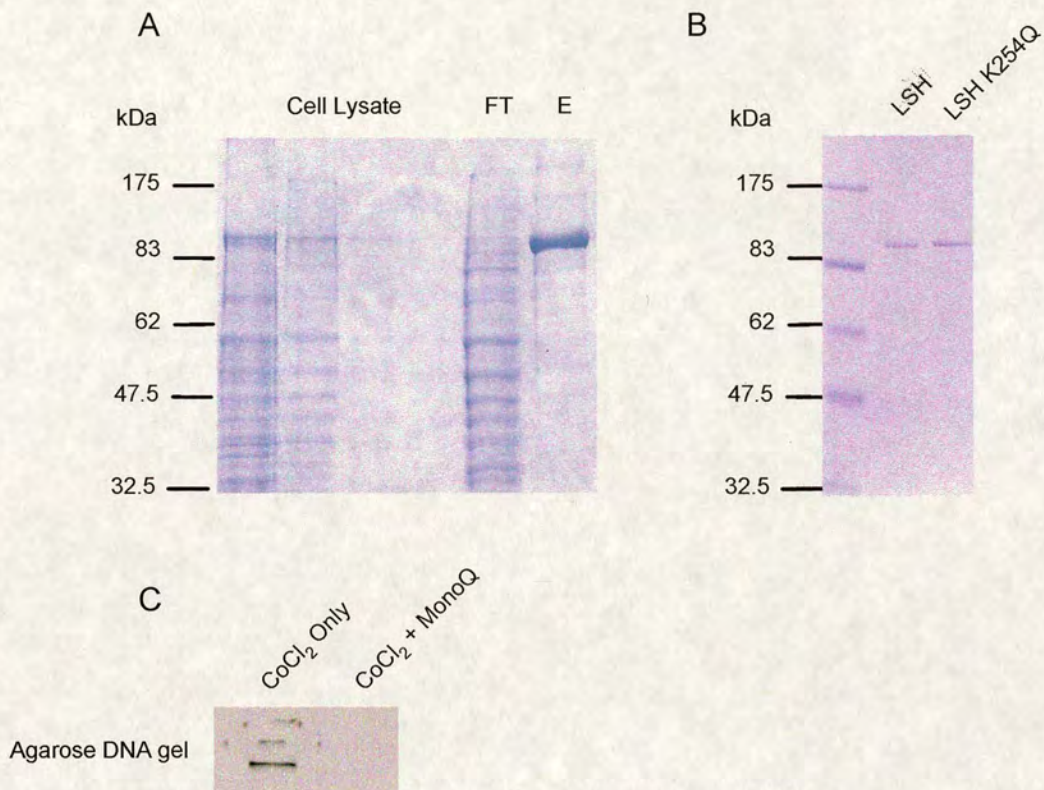 A
B
Cell Lysate FT E
kDa
175
83
62
47.5
32.5
LSH
LSH K254Q
kDa
175
83
62
47.5
32.5
C
CoCl₂ Only
CoCl₂ + MonoQ
Agarose DNA gel